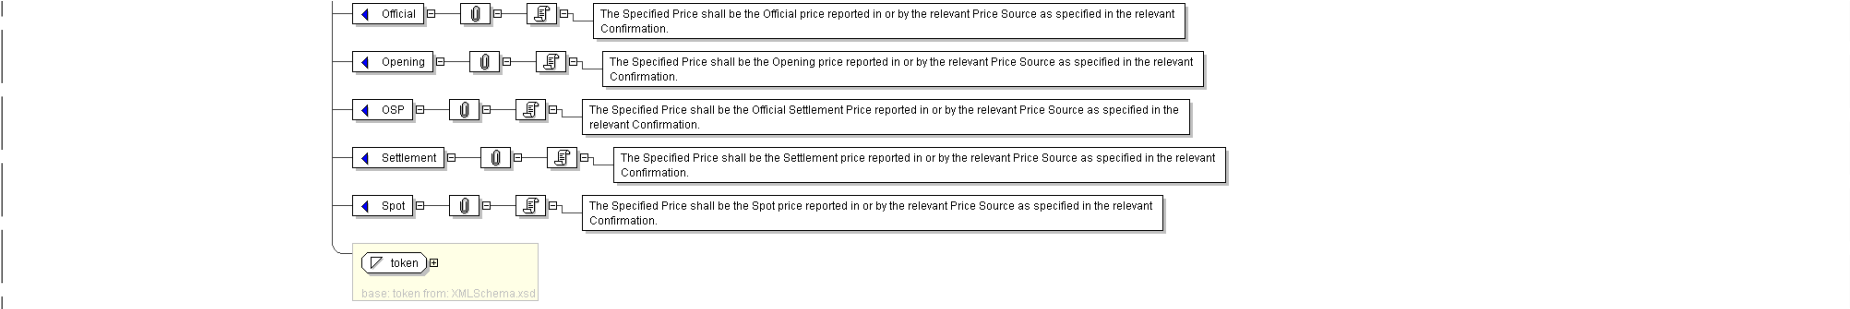 Official
The Specified Price shall be the Official price reported in or by the relevant Price Source as specified in the relevant
Confirmation.
Opening
The Specified Price shall be the Opening price reported in or by the relevant Price Source as specified in the relevant
Confirmation.
OSP
The Specified Price shall be the Official Settlement Price reported in or by the relevant Price Source as specified in the
relevant Confirmation.
Settlement
The Specified Price shall be the Settlement price reported in or by the relevant Price Source as specified in the relevant
Confirmation.
Spot
The Specified Price shall be the Spot price reported in or by the relevant Price Source as specified in the relevant
Confirmation.
token
base: token from: XMLSchema.xsd